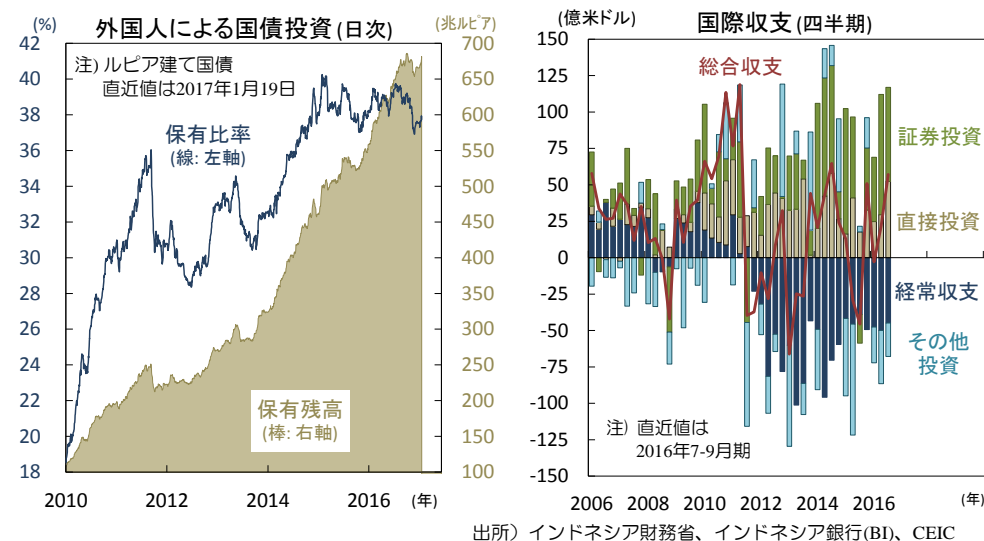 外国人による国債投資 (日次)
(%)
(兆ルピア)
42
40
38
36
34
32
30
28
26
24
22
20
18
700
650
600
550
500
450
400
350
300
250
200
150
100
注) ルピア建て国債
直近値は2017年1月19日
保有比率
(線: 左軸)
保有残高
(棒: 右軸)
2010
2012
2014
2016
(年)
国際収支 (四半期)
(億米ドル)
150
125
100
75
50
25
0
-25
-50
-75
-100
-125
-150
総合収支
証券投資
直接投資
経常収支
その他
投資
注) 直近値は
2016年7-9月期
2006
2008
2010
2012
2014
2016
(年)
出所）インドネシア財務省、インドネシア銀行(BI)、CEIC